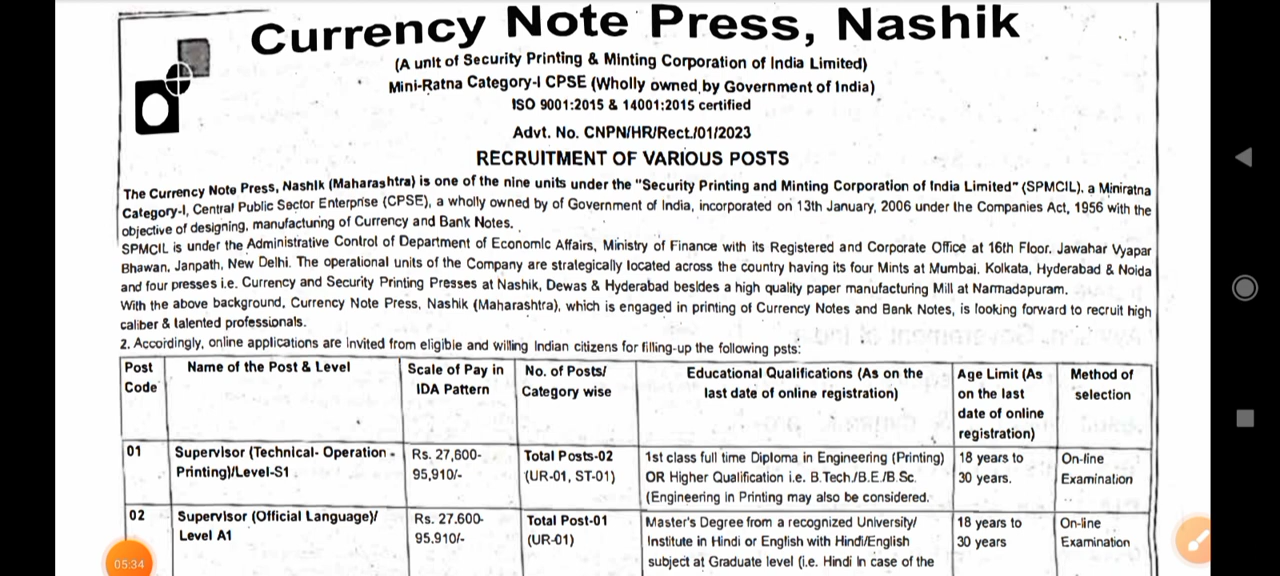 Currency Note Press, Nashik
(A unit of Security Printing & Minting Corporation of India Limited)
Mini-Ratna Category-I CPSE (Wholly owned by Government of India)
ISO 9001:2015 & 14001:2015 certified
Advt. No. CNPN/HR/Rect./01/2023
RECRUITMENT OF VARIOUS POSTS
The Currency Note Press, Nashik (Maharashtra) is one of the nine units under the "Security Printing and Minting Corporation of India Limited" (SPMCIL), a Miniratna
Category-I, Central Public Sector Enterprise (CPSE), a wholly owned by of Government of India, incorporated on 13th January, 2006 under the Companies Act, 1956 with the
objective of designing, manufacturing of Currency and Bank Notes.
SPMCIL is under the Administrative Control of Department of Economic Affairs, Ministry of Finance with its Registered and Corporate Office at 16th Floor. Jawahar Vyapar
Bhawan, Janpath, New Delhi. The operational units of the Company are strategically located across the country having its four Mints at Mumbai. Kolkata, Hyderabad & Noida
and four presses i.e. Currency and Security Printing Presses at Nashik, Dewas & Hyderabad besides a high quality paper manufacturing Mill at Narmadapuram.
With the above background, Currency Note Press, Nashik (Maharashtra), which is engaged in printing of Currency Notes and Bank Notes, is looking forward to recruit high
caliber & talented professionals.
2. Accordingly, online applications are Invited from eligible and willing Indian citizens for filling-up the following psts:
Post Code
Name of the Post & Level
Scale of Pay in IDA Pattern
No. of Posts/ Category wise
Educational Qualifications (As on the last date of online registration)
Age Limit (As on the last date of online registration)
Method of selection
01
Supervisor (Technical- Operation - Printing)/Level-S1
Rs. 27,600- 95,910/-
Total Posts-02 (UR-01, ST-01)
1st class full time Diploma in Engineering (Printing)
OR Higher Qualification i.e. B.Tech/B.E./B.Sc.
(Engineering in Printing may also be considered.
18 years to 30 years.
On-line Examination
02
Supervisor (Official Language)/ Level A1
Rs. 27.600- 95.910/-
Total Post-01 (UR-01)
Master's Degree from a recognized University/
Institute in Hindi or English with Hindi/English
subject at Graduate level (i.e. Hindi In case of the
18 years to 30 years
On-line Examination
05:34